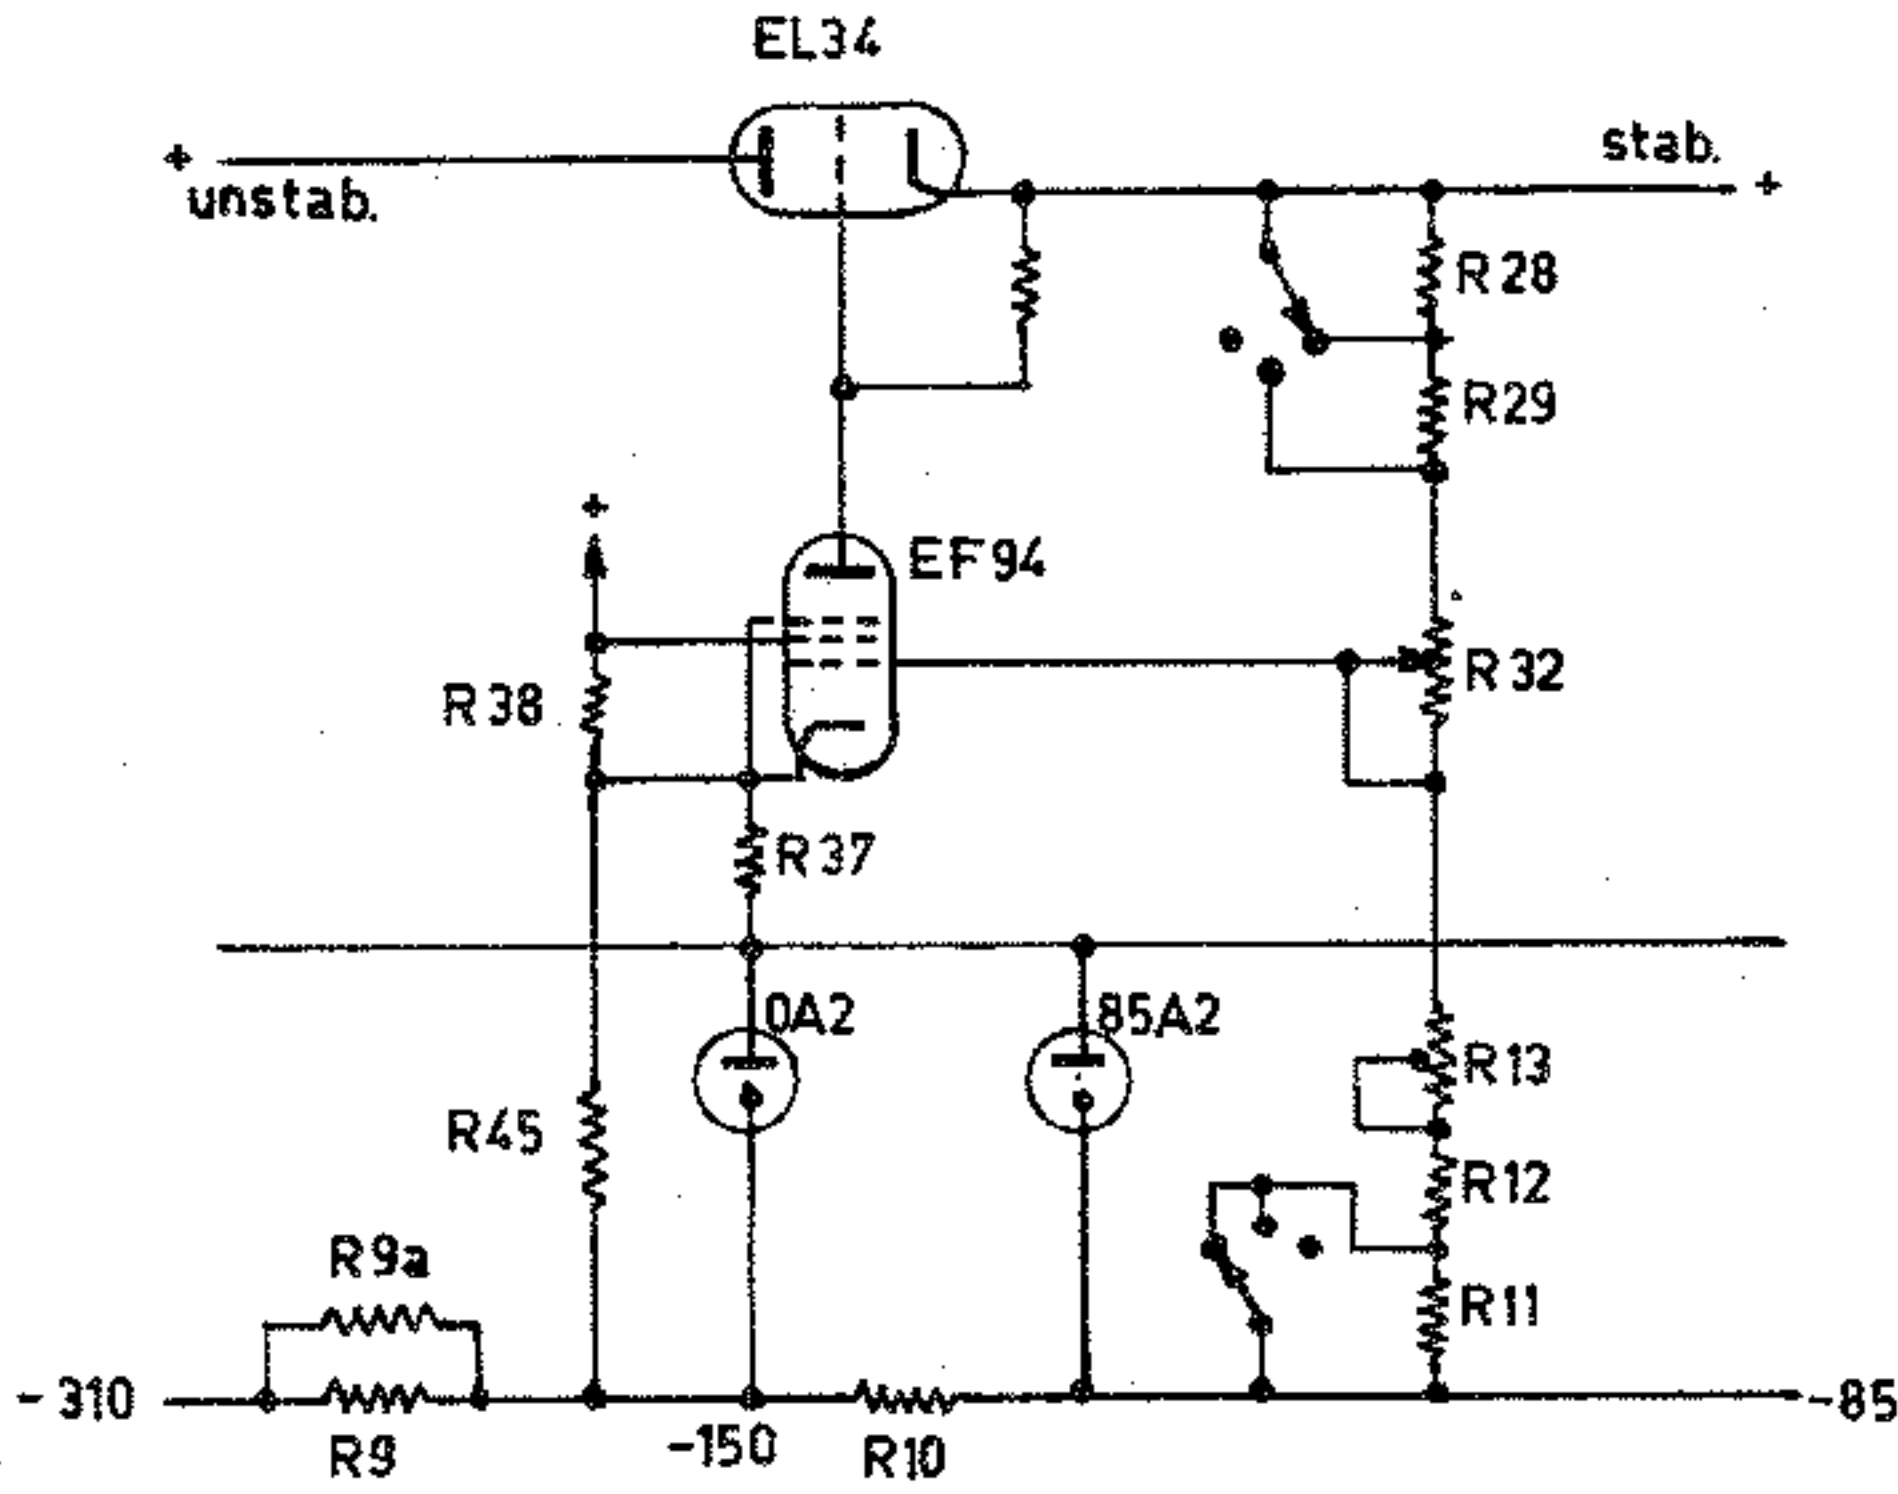 EL34
+
unstab.
stab.
+
R28
R29
+
EF94
R38
R32
R37
0A2
85A2
R13
R45
R12
R9a
R11
-310
-85
R9
-150
R10